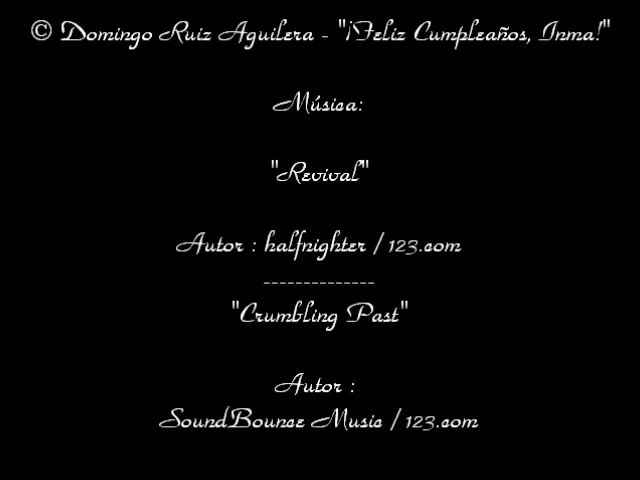 © Domingo Ruiz Aguilera - "¡Feliz Cumpleaños, Inma!"
Música:
"Revival"
Autor : halfnighter / 123.com
--------------
"Crumbling Past"
Autor :
SoundBounce Music / 123.com